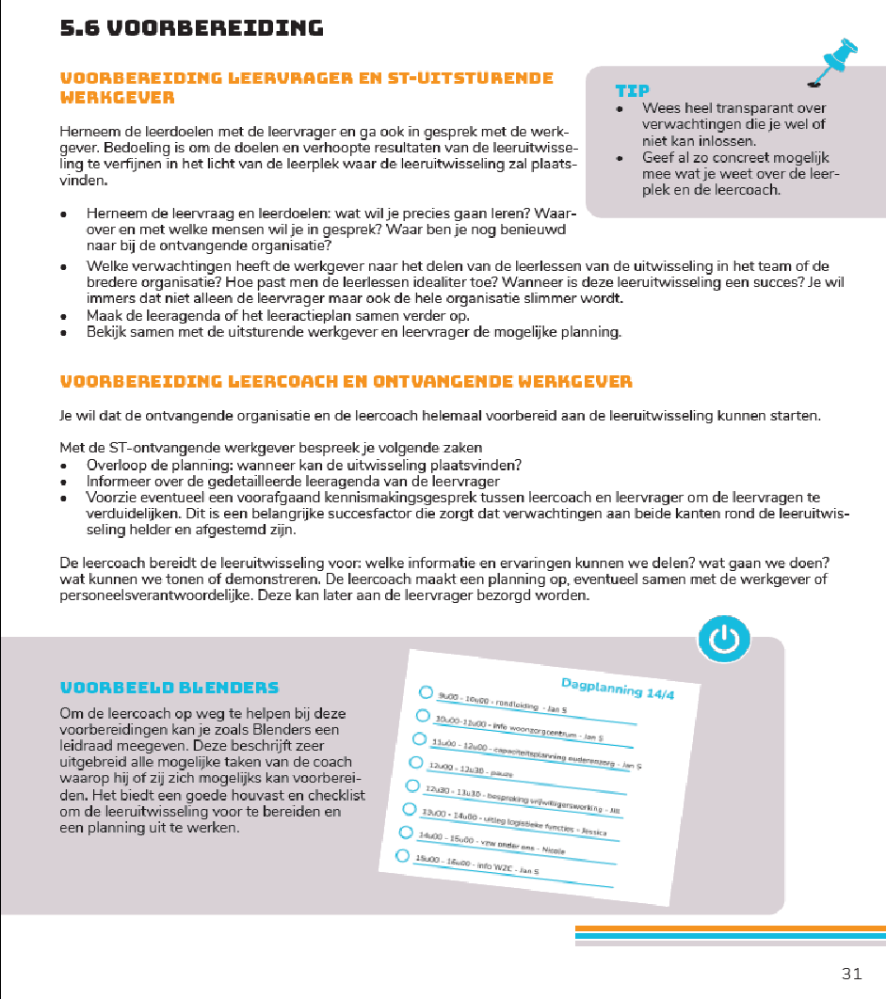 5.6 VOORBEREIDING
VOORBEREIDING LEERVRAGER EN ST-UITSTURENDE
WERKGEVER
Herneem de leerdoelen met de leervrager en ga ook in gesprek met de werk-
gever. Bedoeling is om de doelen en verhoopte resultaten van de leeruitwisse-
ling te verfijnen in het licht van de leerplek waar de leeruitwisseling zal plaats-
vinden.
• Herneem de leervraag en leerdoelen: wat wil je precies gaan leren? Waar-
over en met welke mensen wil je in gesprek? Waar ben je nog benieuwd
naar bij de ontvangende organisatie?
TIP
• Wees heel transparant over
verwachtingen die je wel of
niet kan inlossen.
• Geef al zo concreet mogelijk
mee wat je weet over de leer-
plek en de leercoach.
• Welke verwachtingen heeft de werkgever naar het delen van de leerlessen van de uitwisseling in het team of de
bredere organisatie? Hoe past men de leerlessen idealiter toe? Wanneer is deze leeruitwisseling een succes? Je wil
immers dat niet alleen de leervrager maar ook de hele organisatie slimmer wordt.
• Maak de leeragenda of het leeractieplan samen verder op.
• Bekijk samen met de uitsturende werkgever en leervrager de mogelijke planning.
VOORBEREIDING LEERCOACH EN ONTVANGENDE WERKGEVER
Je wil dat de ontvangende organisatie en de leercoach helemaal voorbereid aan de leeruitwisseling kunnen starten.
Met de ST-ontvangende werkgever bespreek je volgende zaken
• Overloop de planning: wanneer kan de uitwisseling plaatsvinden?
• Informeer over de gedetailleerde leeragenda van de leervrager
• Voorzie eventueel een voorafgaand kennismakingsgesprek tussen leercoach en leervrager om de leervragen te
verduidelijken. Dit is een belangrijke succesfactor die zorgt dat verwachtingen aan beide kanten rond de leeruitwis-
seling helder en afgestemd zijn.
De leercoach bereidt de leeruitwisseling voor: welke informatie en ervaringen kunnen we delen? wat gaan we doen?
wat kunnen we tonen of demonstreren. De leercoach maakt een planning op, eventueel samen met de werkgever of
personeelsverantwoordelijke. Deze kan later aan de leervrager bezorgd worden.
VOORBEELD BLENDERS
Om de leercoach op weg te helpen bij deze
voorbereidingen kan je zoals Blenders een
leidraad meegeven. Deze beschrijft zeer
uitgebreid alle mogelijke taken van de coach
waarop hij of zij zich mogelijks kan voorberei-
den. Het biedt een goede houvast en checklist
om de leeruitwisseling voor te bereiden en
een planning uit te werken.
Dagplanning 14/4
9u00 - 10u00 - rondleiding - Jan S
10u00-11u00 - info woonzorgcentrum - Jan S
11u00 - 12u00 - capaciteitsplanning ouderenzorg - Jan S
12u00 - 12u30 - pauze
12u30 - 13u30 - bespreking vrijwilligerswerking - Jill
13u00 - 14u00 - uitleg logistieke functies - Jessica
14u00 - 15u00 - vzw onder ons - Nicole
15u00 - 16u00 - info WZC - Jan S
31